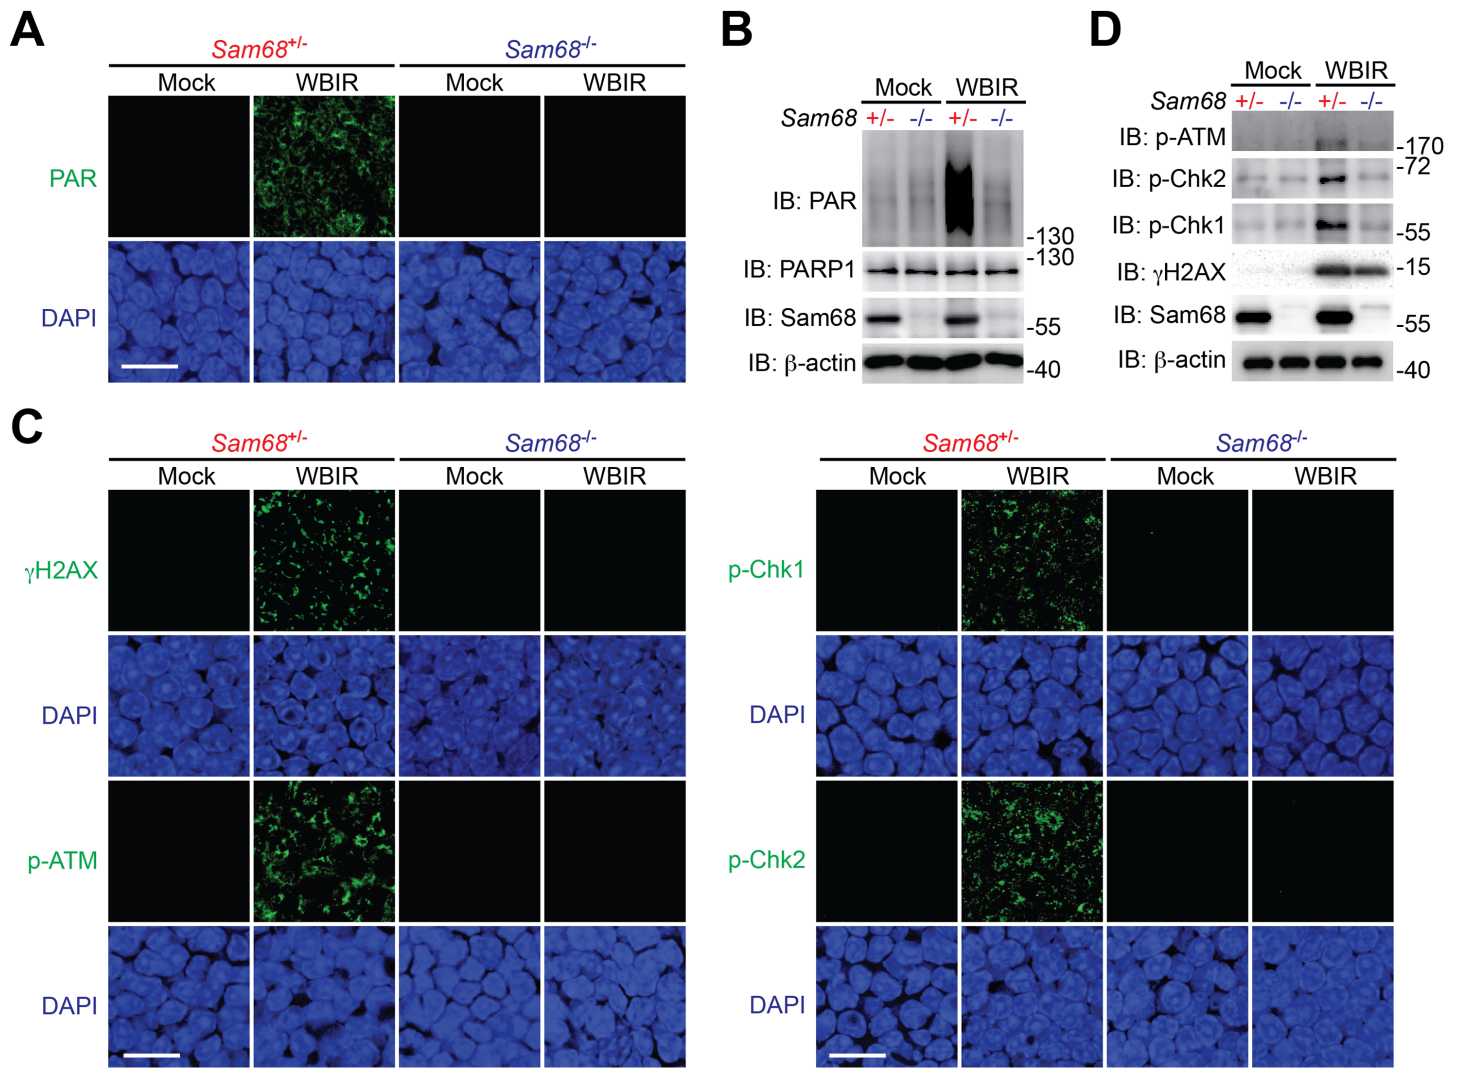 A
Sam68+/- Sam68-/-
Mock WBIR Mock WBIR
PAR
DAPI
B
Mock WBIR
Sam68 +/- -/- +/- -/-
IB: PAR
-130
-130
IB: PARP1
IB: Sam68
-55
IB: β-actin
-40
D
Mock WBIR
Sam68 +/- -/- +/- -/-
IB: p-ATM
-170
-72
IB: p-Chk2
IB: p-Chk1
-55
IB: γH2AX -15
IB: Sam68
-55
IB: β-actin
-40
C
Sam68+/- Sam68-/-
Mock WBIR Mock WBIR
γH2AX
DAPI
p-ATM
DAPI
Sam68+/- Sam68-/-
Mock WBIR Mock WBIR
p-Chk1
DAPI
p-Chk2
DAPI